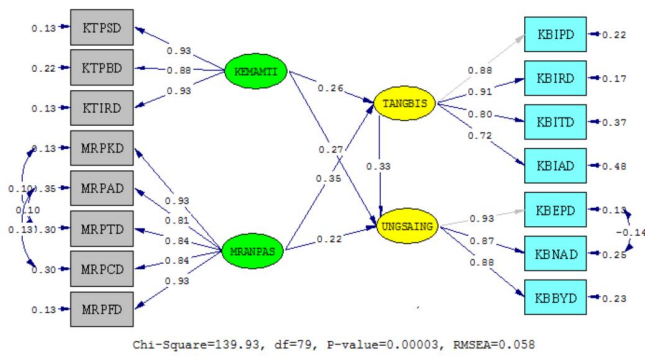 0.13 KTPSD
0.22 KTPBD
0.13 KTIRD
0.13 MRPKD
0.35 MRPAD
0.30 MRPTD
0.30 MRPCD
0.13 MRPFD
0.10
0.10
0.13
0.93
0.88
0.93
KEMAMTI
0.93
0.81
0.84
0.84
0.93
MRANPAS
0.26
0.27
0.35
0.22
TANGBIS
0.33
UNGSAING
0.88
0.91
0.80
0.72
0.93
0.87
0.88
KBIPD 0.22
KBIRD 0.17
KBITD 0.37
KBIAD 0.48
KBEPD 0.13
-0.14
KBNAD 0.25
KBBYD 0.23
Chi-Square=139.93, df=79, P-value=0.00003, RMSEA=0.058